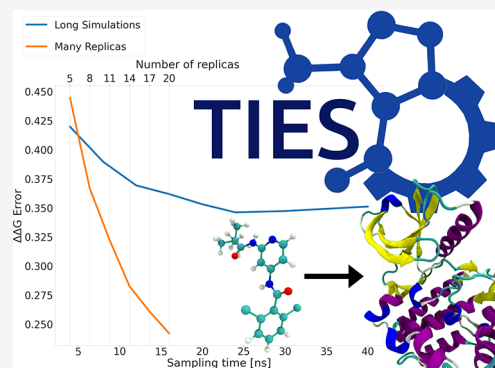 Long Simulations
Many Replicas
Number of replicas
5 8 11 14 17 20
TIES
ΔΔG Error
0.450
0.425
0.400
0.375
0.350
0.325
0.300
0.275
0.250
5 10 15 20 25 30 35 40
Sampling time [ns]